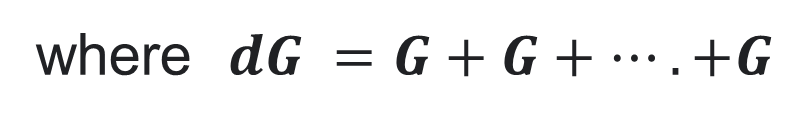 where dG = G + G + ⋯ . +G